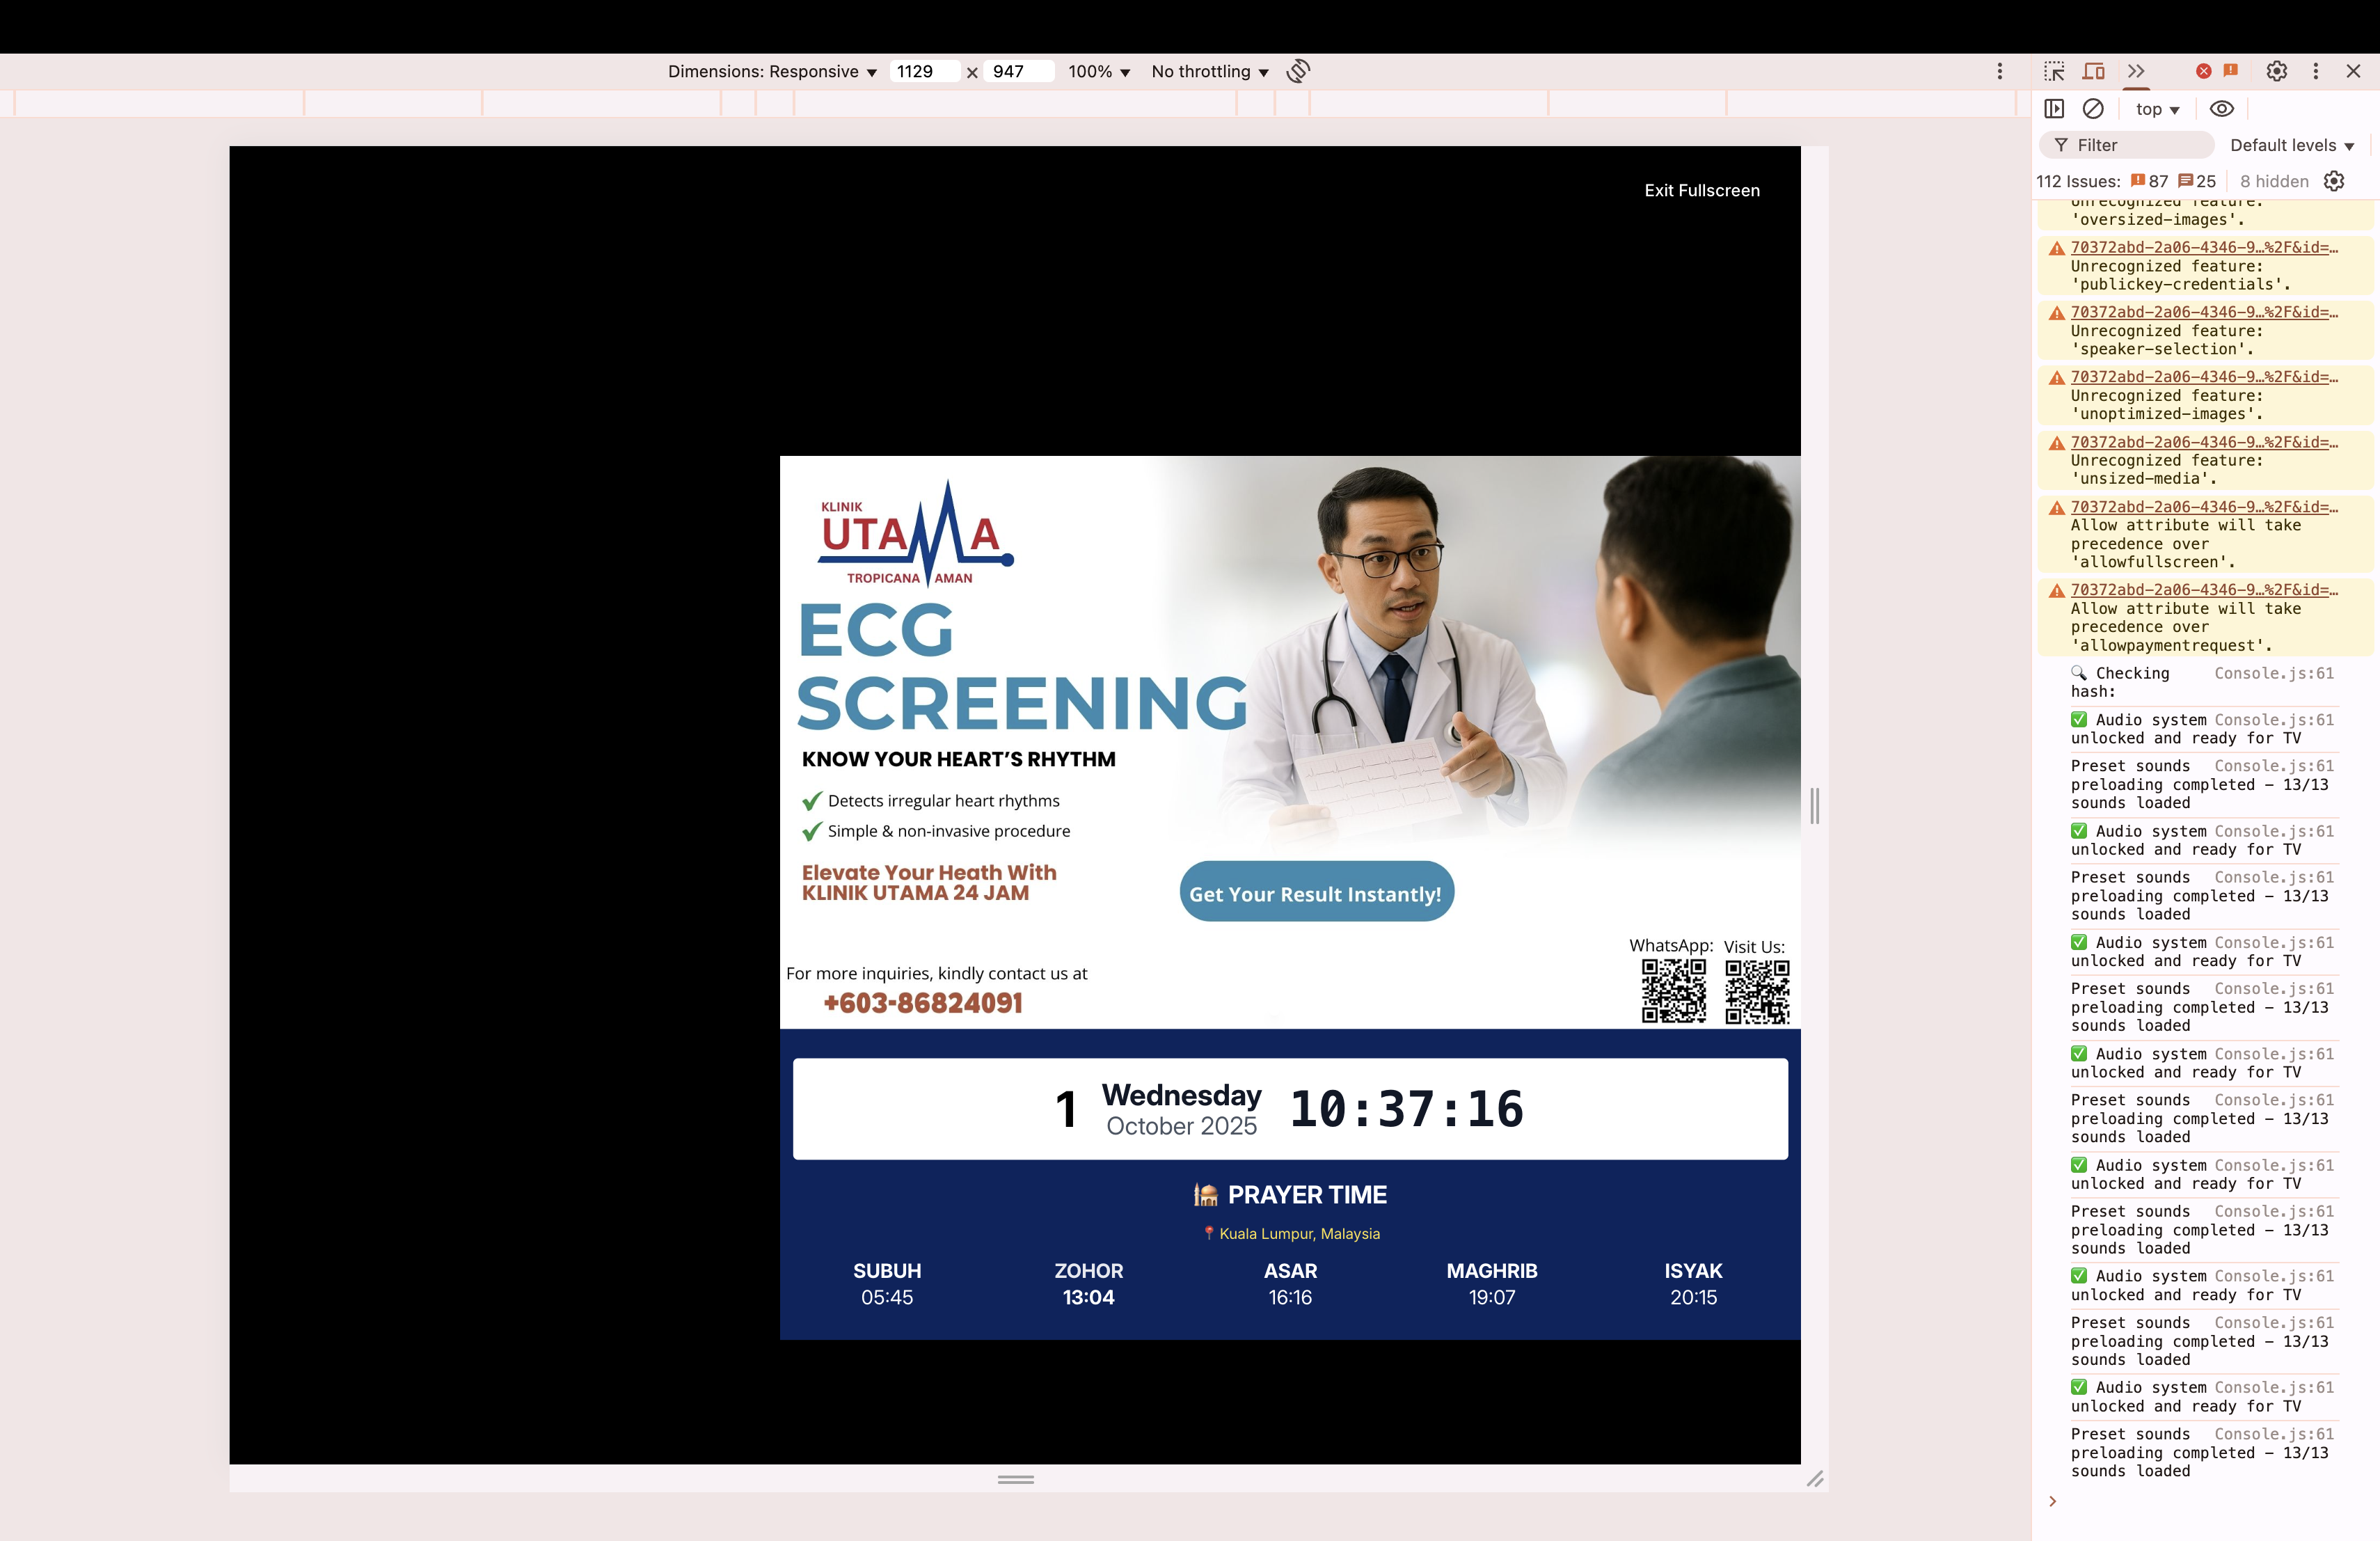 Dimensions: Responsive ▼ 1129 × 947 100% ▼ No throttling ▼
top ▼
Filter Default levels ▼
112 Issues: 87 25 8 hidden
Exit Fullscreen
KLINIK
UTAMA
TROPICANA AMAN
ECG
SCREENING
KNOW YOUR HEART'S RHYTHM
Detects irregular heart rhythms
Simple & non-invasive procedure
Elevate Your Heath With
KLINIK UTAMA 24 JAM
Get Your Result Instantly!
For more inquiries, kindly contact us at
+603-86824091
WhatsApp: Visit Us:
1 Wednesday 10:37:16
October 2025
PRAYER TIME
Kuala Lumpur, Malaysia
SUBUH ZOHOR ASAR MAGHRIB ISYAK
05:45 13:04 16:16 19:07 20:15
Unrecognized feature:
'oversized-images'.
70372abd-2a06-4346-9…%2F&id=…
Unrecognized feature:
'publickey-credentials'.
70372abd-2a06-4346-9…%2F&id=…
Unrecognized feature:
'speaker-selection'.
70372abd-2a06-4346-9…%2F&id=…
Unrecognized feature:
'unoptimized-images'.
70372abd-2a06-4346-9…%2F&id=…
Unrecognized feature:
'unsized-media'.
70372abd-2a06-4346-9…%2F&id=…
Allow attribute will take
precedence over
'allowfullscreen'.
70372abd-2a06-4346-9…%2F&id=…
Allow attribute will take
precedence over
'allowpaymentrequest'.
🔍 Checking Console.js:61
hash:
✅ Audio system Console.js:61
unlocked and ready for TV
Preset sounds Console.js:61
preloading completed – 13/13
sounds loaded
✅ Audio system Console.js:61
unlocked and ready for TV
Preset sounds Console.js:61
preloading completed – 13/13
sounds loaded
✅ Audio system Console.js:61
unlocked and ready for TV
Preset sounds Console.js:61
preloading completed – 13/13
sounds loaded
✅ Audio system Console.js:61
unlocked and ready for TV
Preset sounds Console.js:61
preloading completed – 13/13
sounds loaded
✅ Audio system Console.js:61
unlocked and ready for TV
Preset sounds Console.js:61
preloading completed – 13/13
sounds loaded
✅ Audio system Console.js:61
unlocked and ready for TV
Preset sounds Console.js:61
preloading completed – 13/13
sounds loaded
✅ Audio system Console.js:61
unlocked and ready for TV
Preset sounds Console.js:61
preloading completed – 13/13
sounds loaded